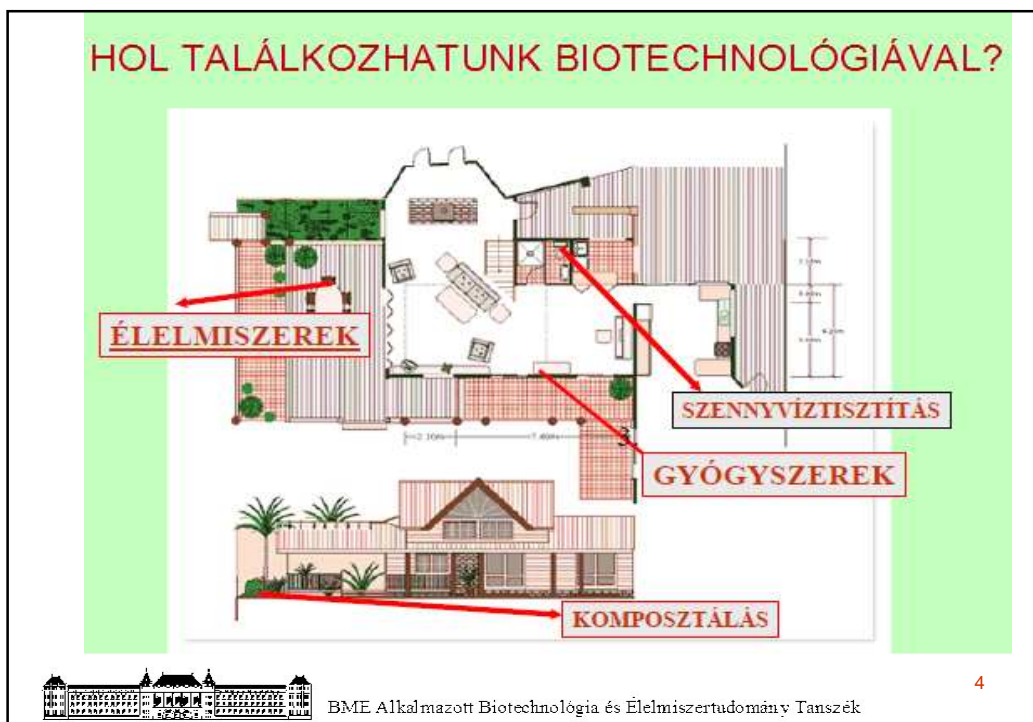 HOL TALÁLKOZHATUNK BIOTECHNOLÓGIÁVAL?
ÉLELMISZEREK
SZENNYVÍZTISZTÍTÁS
GYÓGYSZEREK
KOMPOSZTÁLÁS
4
BME Alkalmazott Biotechnológia és Élelmiszertudomány Tanszék